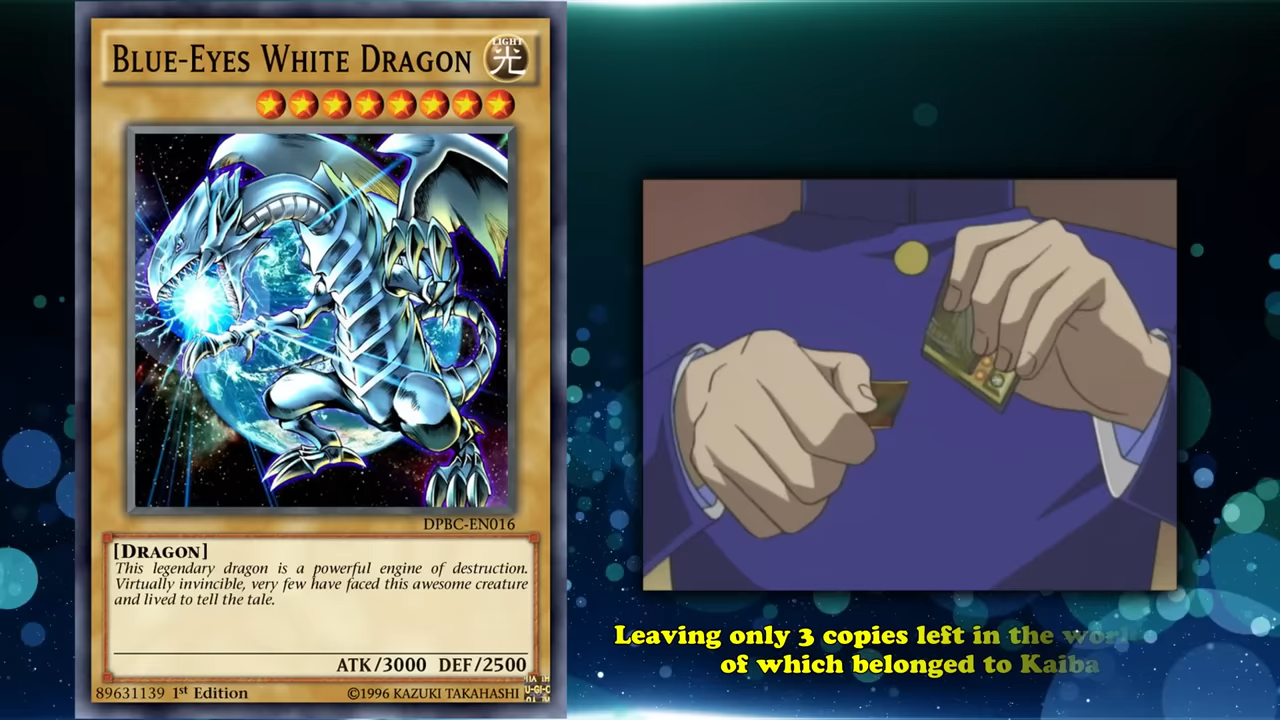 BLUE-EYES WHITE DRAGON
LIGHT
光
DPBC-EN016
[DRAGON]
This legendary dragon is a powerful engine of destruction.
Virtually invincible, very few have faced this awesome creature
and lived to tell the tale.
ATK/3000 DEF/2500
89631139 1st Edition
©1996 KAZUKI TAKAHASHI
Leaving only 3 copies left in the
of which belonged to Kaiba